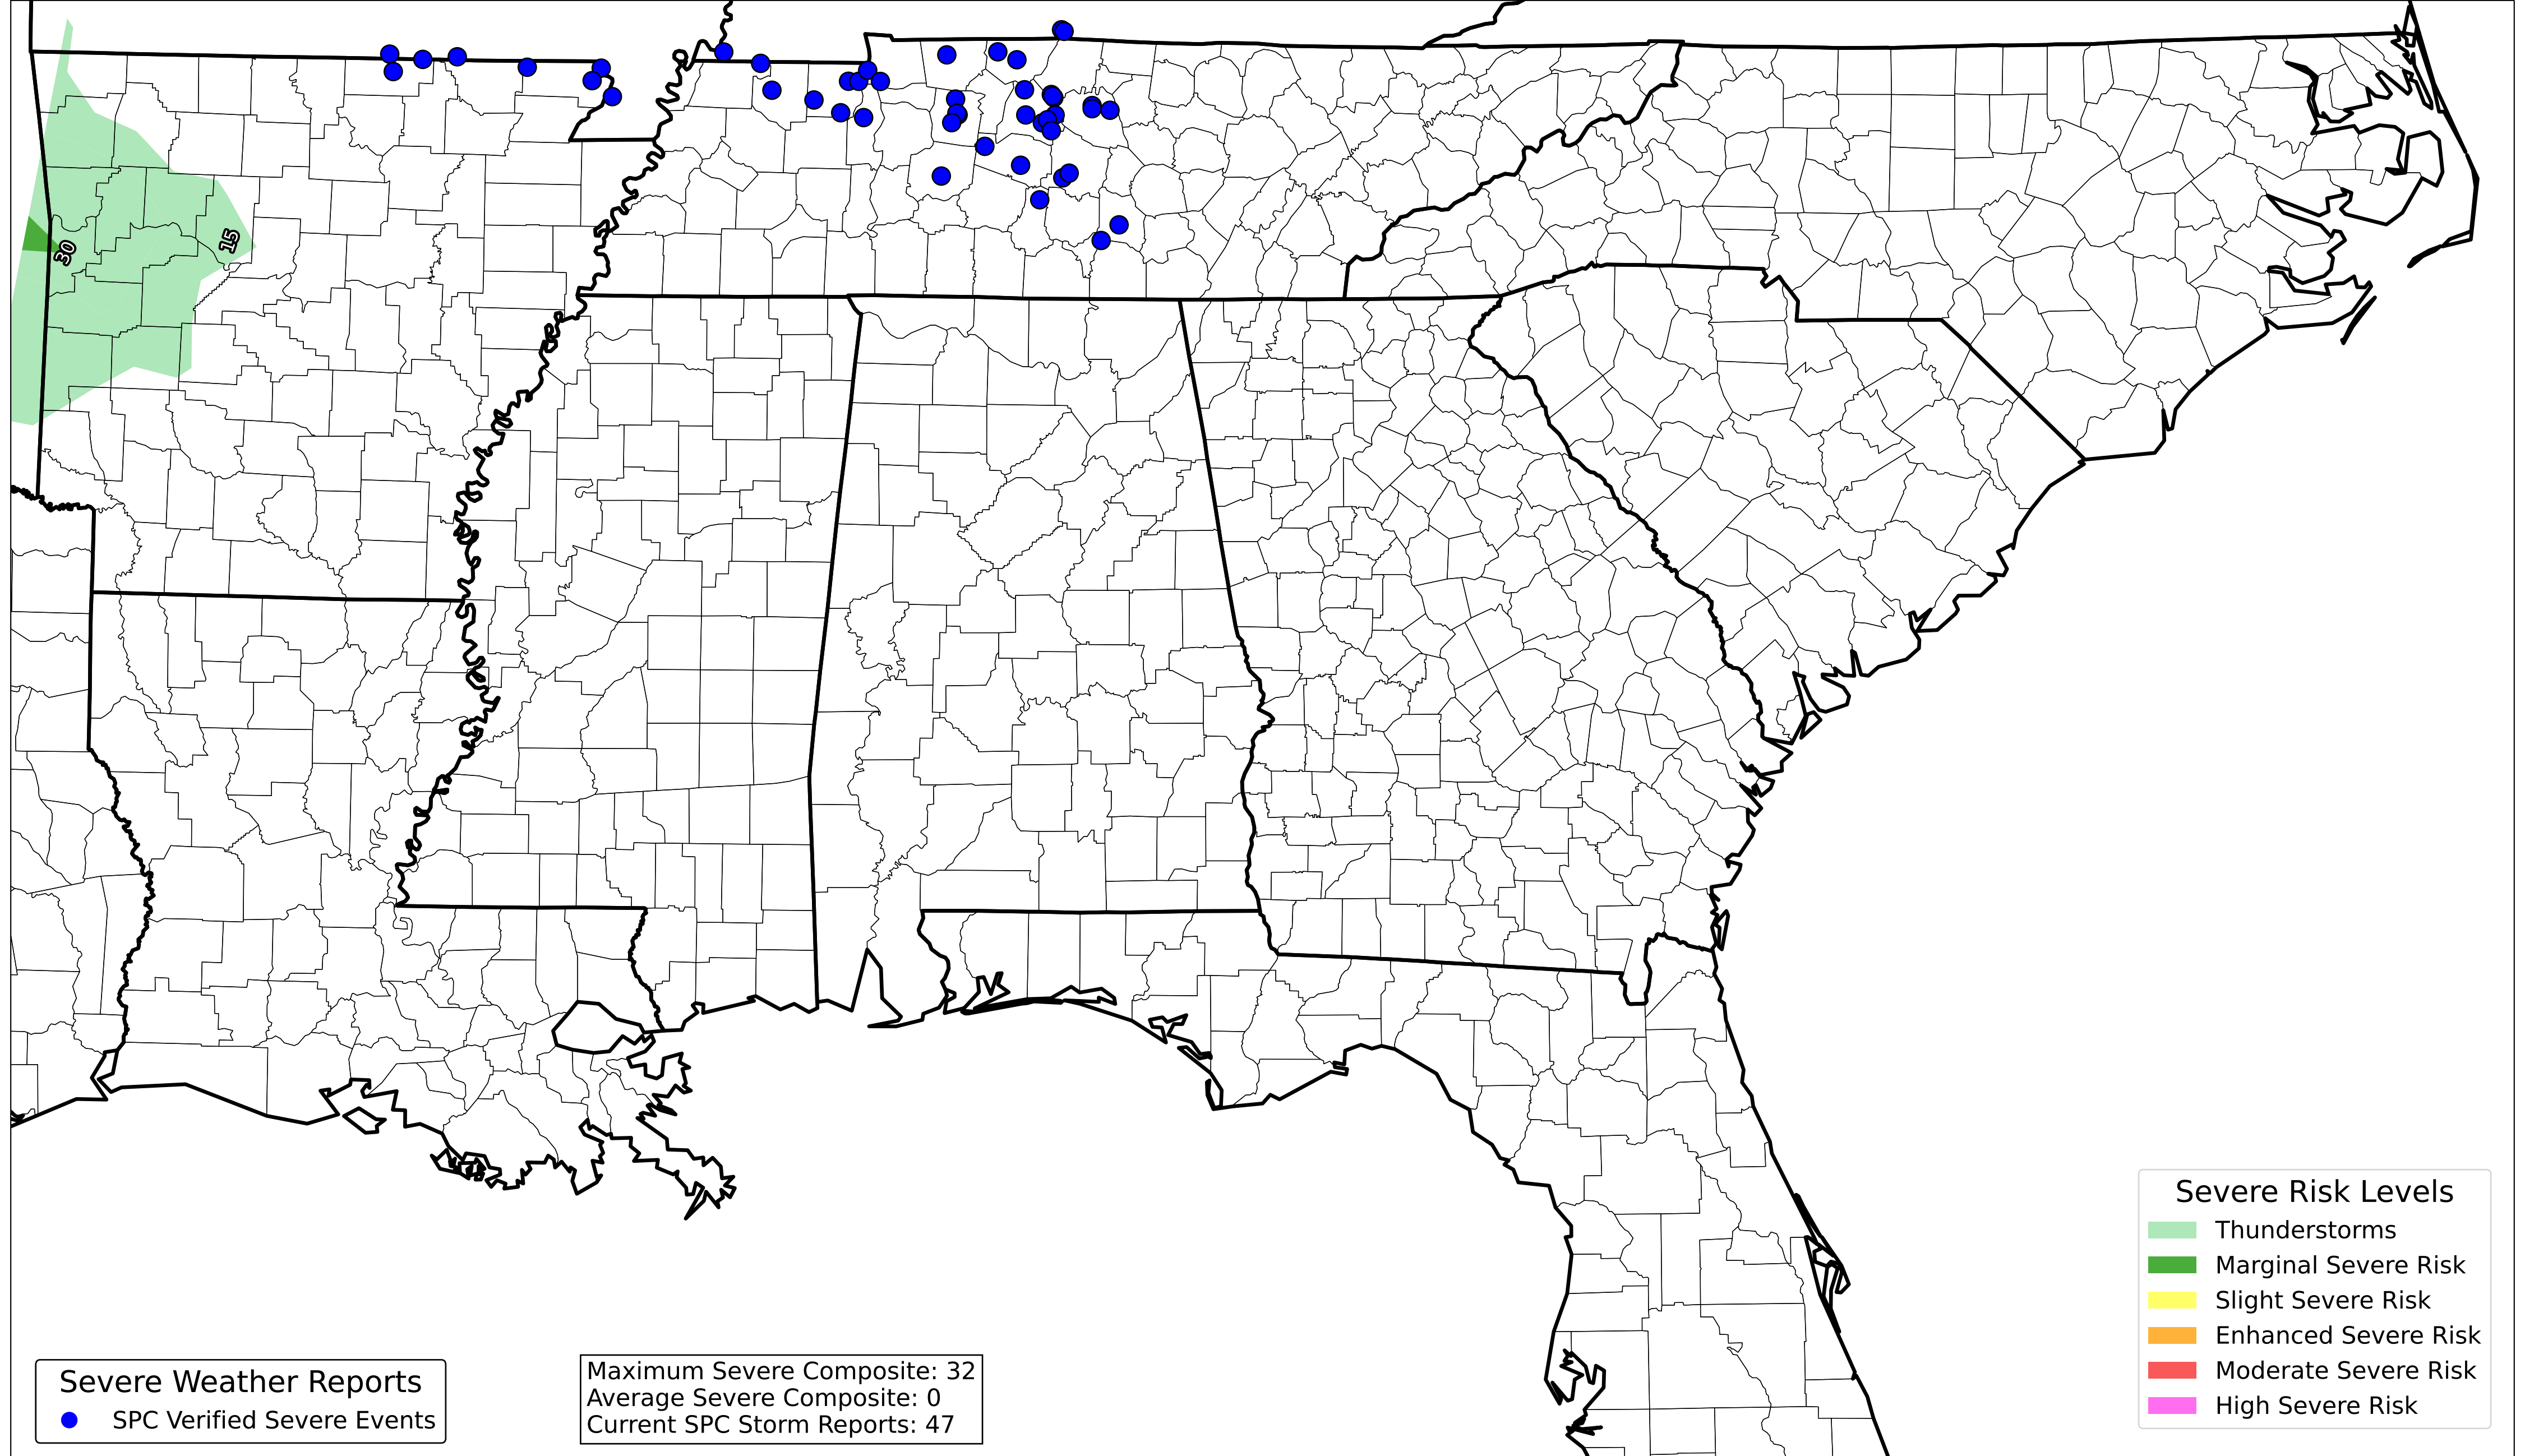 15
30
Severe Risk Levels
Thunderstorms
Marginal Severe Risk
Slight Severe Risk
Enhanced Severe Risk
Moderate Severe Risk
High Severe Risk
Severe Weather Reports
SPC Verified Severe Events
Maximum Severe Composite: 32
Average Severe Composite: 0
Current SPC Storm Reports: 47